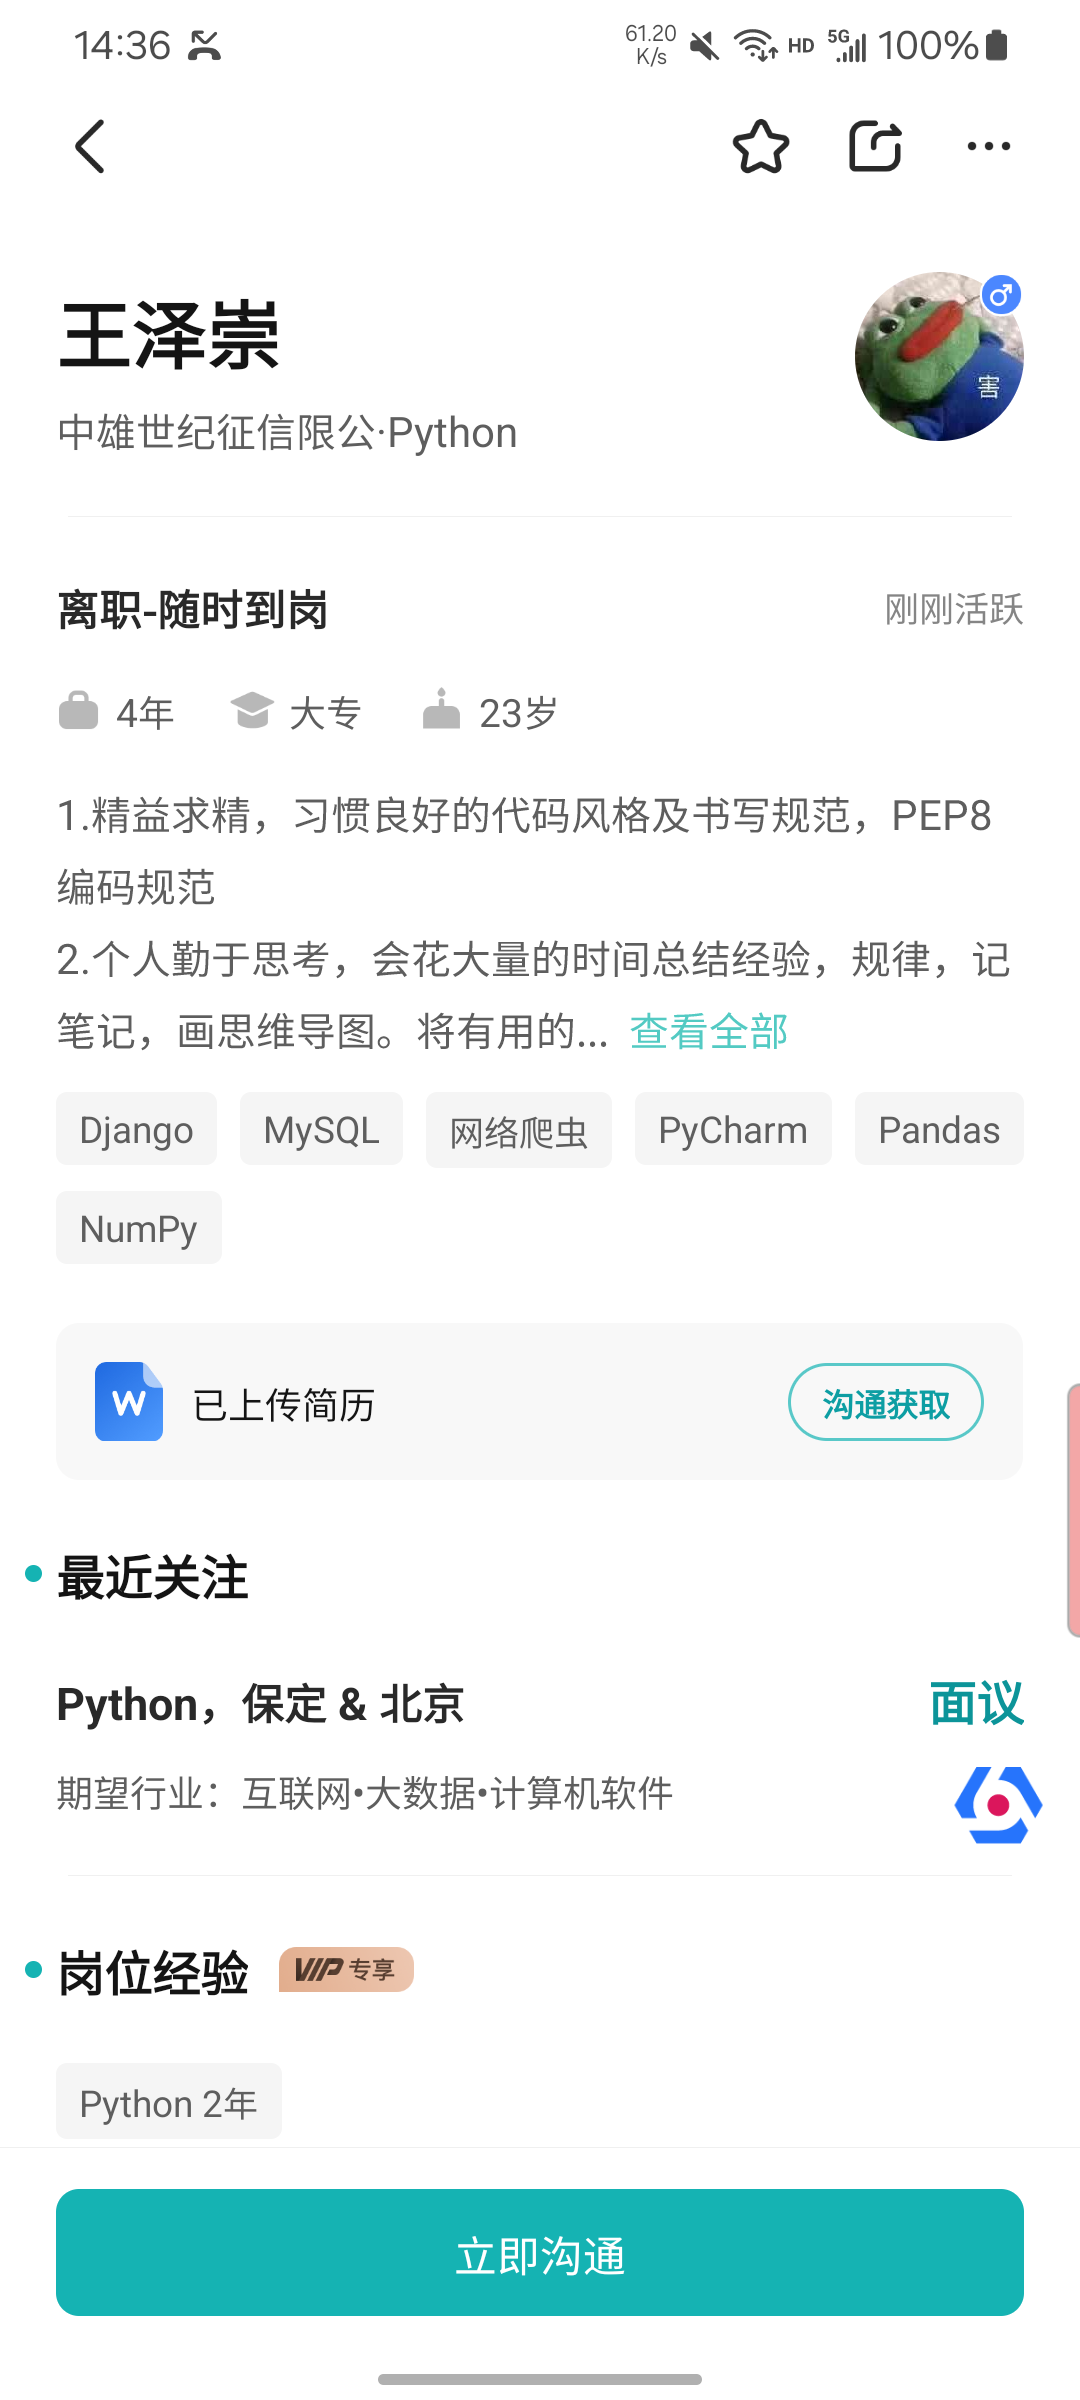 14:36
61.20 K/s HD 5G 100%
王泽崇
害
中雄世纪征信限公·Python
离职-随时到岗
刚刚活跃
4年 大专 23岁
1.精益求精，习惯良好的代码风格及书写规范，PEP8
编码规范
2.个人勤于思考，会花大量的时间总结经验，规律，记
笔记，画思维导图。将有用的... 查看全部
Django MySQL 网络爬虫 PyCharm Pandas
NumPy
W 已上传简历 沟通获取
最近关注
Python，保定 & 北京 面议
期望行业：互联网•大数据•计算机软件
岗位经验 VIP 专享
Python 2年
立即沟通